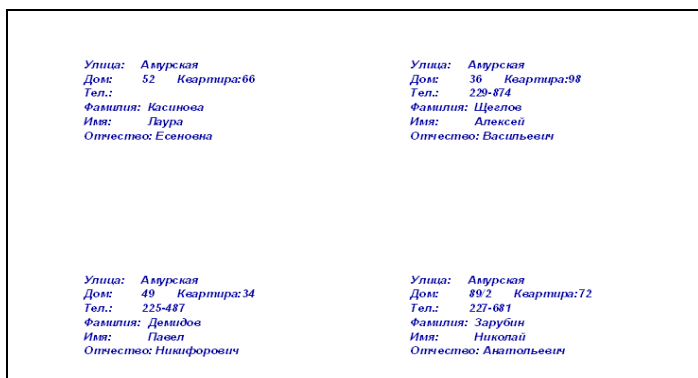 Улица: Амурская
Дом: 52 Квартира:66
Тел.:
Фамилия: Касинова
Имя: Лаура
Отчество: Есеновна
Улица: Амурская
Дом: 36 Квартира:98
Тел.: 229-874
Фамилия: Щеглов
Имя: Алексей
Отчество: Васильевич
Улица: Амурская
Дом: 49 Квартира:34
Тел.: 225-487
Фамилия: Демидов
Имя: Павел
Отчество: Никифорович
Улица: Амурская
Дом: 89/2 Квартира:72
Тел.: 227-681
Фамилия: Зарубин
Имя: Николай
Отчество: Анатольевич